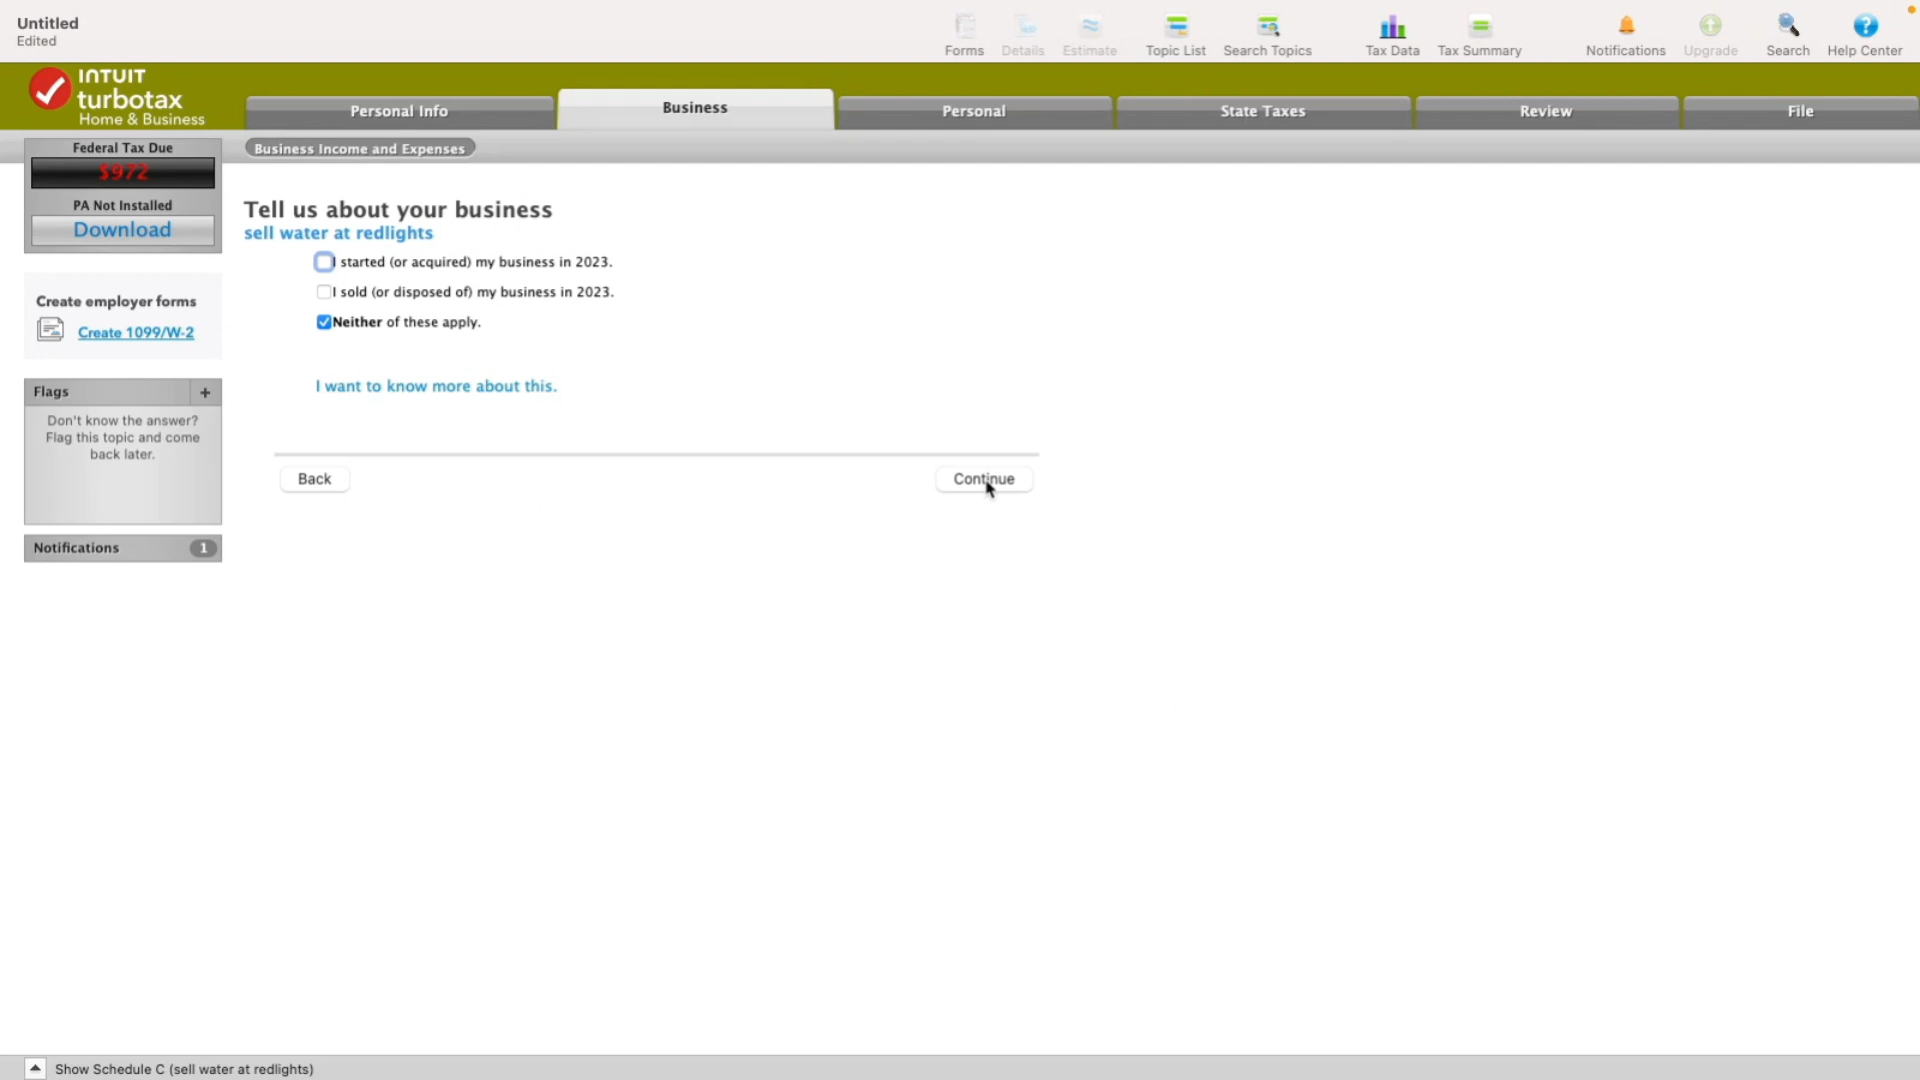 Untitled
Edited
Forms
Details
Estimate
Topic List
Search Topics
Tax Data
Tax Summary
Notifications
Upgrade
Search
Help Center
INTUIT
turbotax
Home & Business
Personal Info
Business
Personal
State Taxes
Review
File
Federal Tax Due
$972
PA Not Installed
Download
Business Income and Expenses
Tell us about your business
sell water at redlights
I started (or acquired) my business in 2023.
I sold (or disposed of) my business in 2023.
Neither of these apply.
I want to know more about this.
Back
Continue
Create employer forms
Create 1099/W-2
Flags +
Don't know the answer?
Flag this topic and come
back later.
Notifications 1
Show Schedule C (sell water at redlights)